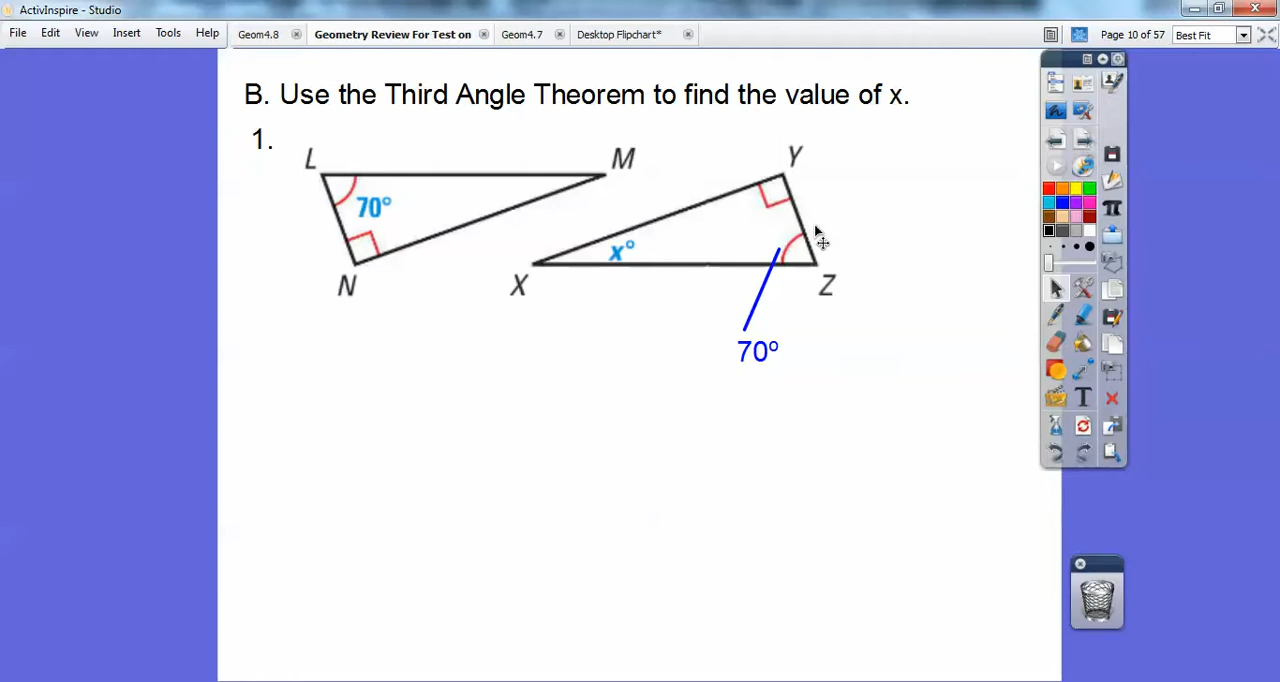 ActivInspire - Studio
File Edit View Insert Tools Help Geom4.8 Geometry Review For Test on Geom4.7 Desktop Flipchart* Page 10 of 57 Best Fit
B. Use the Third Angle Theorem to find the value of x.
1.
L M Y
70°
x°
N X Z
70º